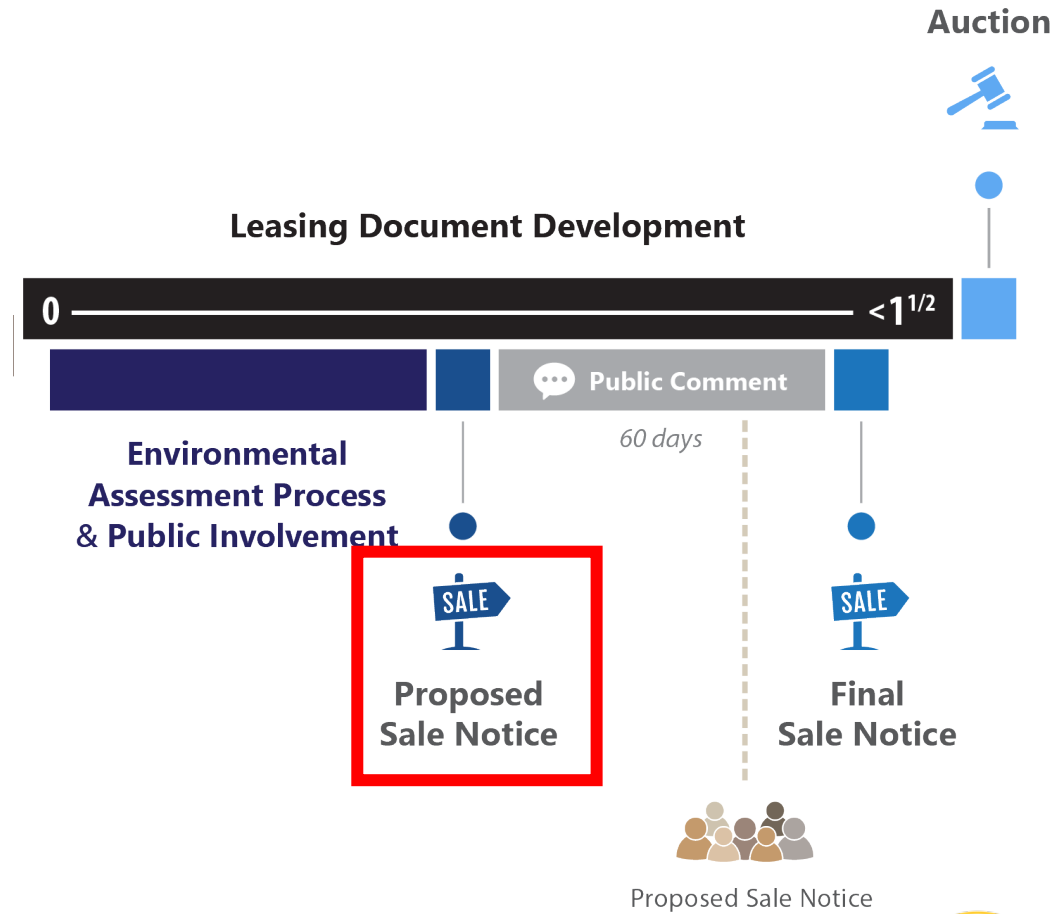 Auction
Leasing Document Development
0 <1 1/2
Public Comment
60 days
Environmental
Assessment Process
& Public Involvement
SALE
Proposed
Sale Notice
SALE
Final
Sale Notice
Proposed Sale Notice